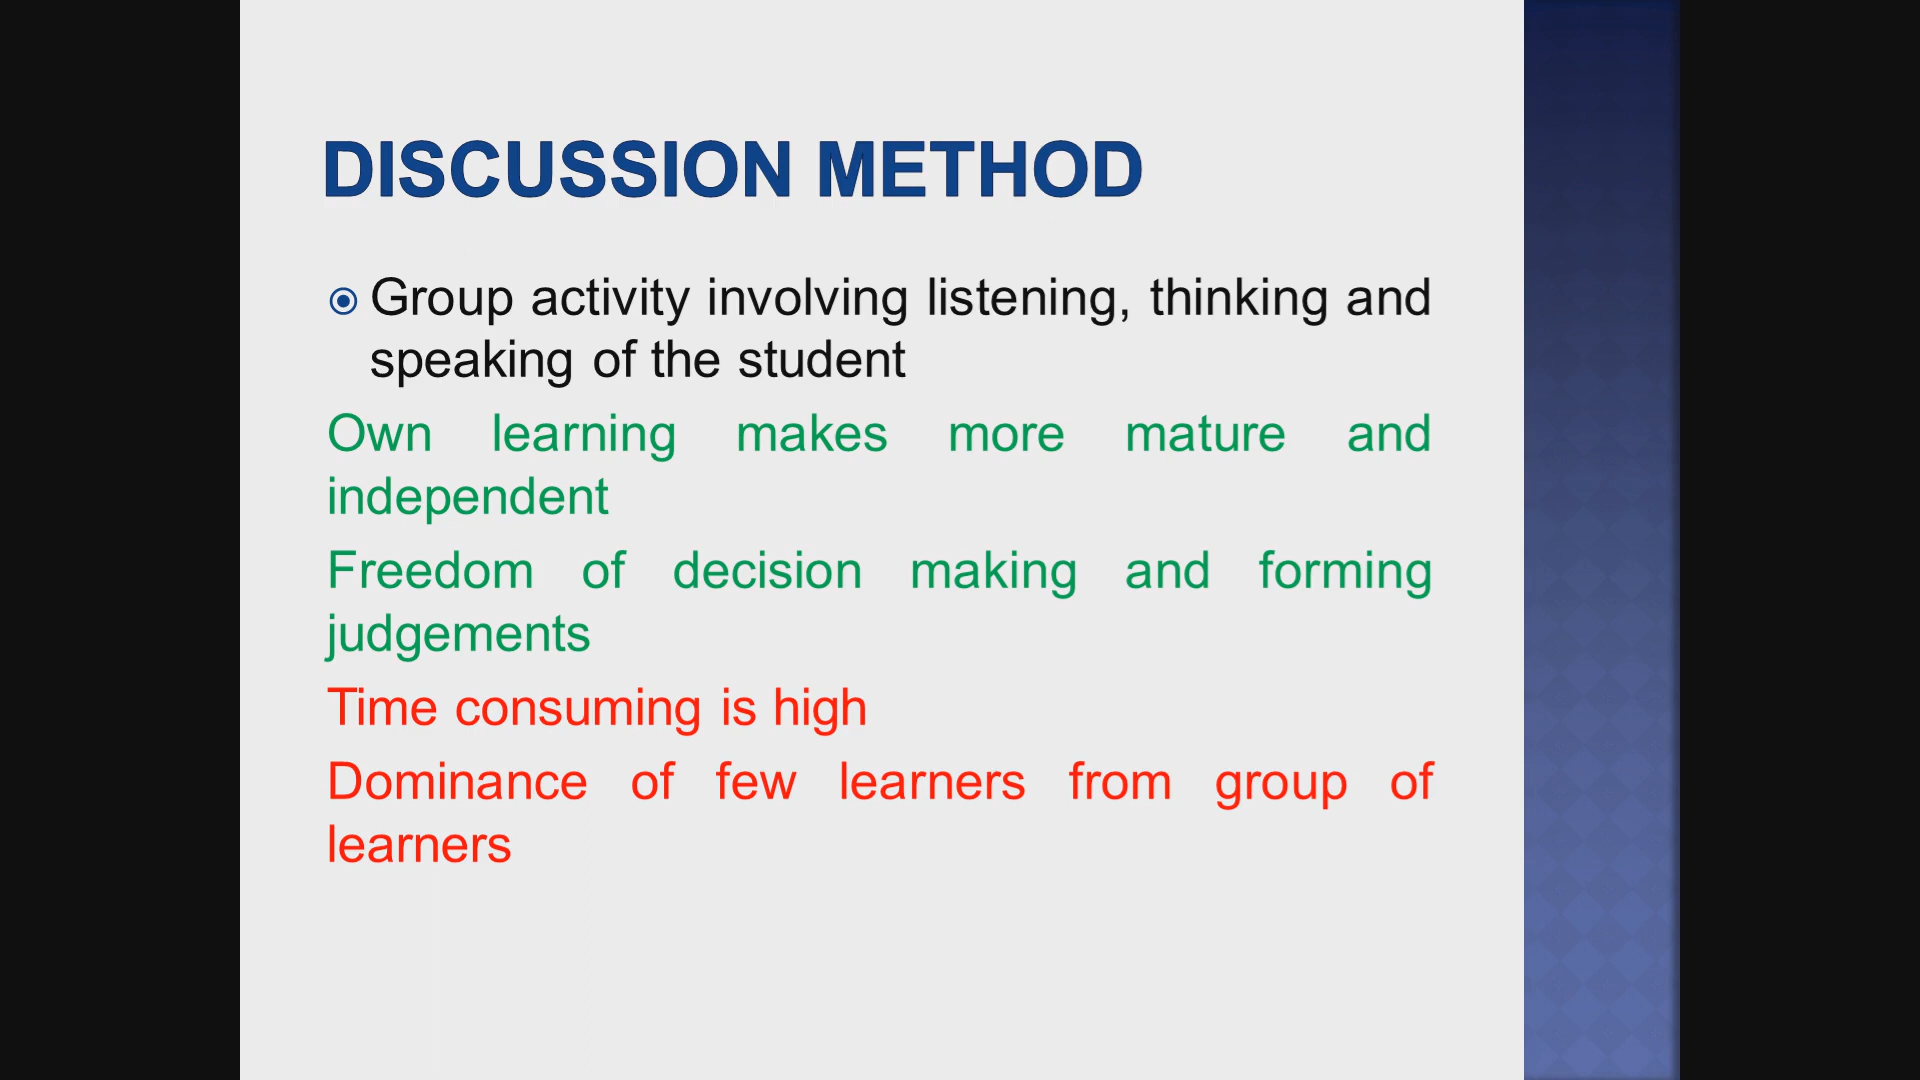 DISCUSSION METHOD
Group activity involving listening, thinking and
speaking of the student
Own learning makes more mature and
independent
Freedom of decision making and forming
judgements
Time consuming is high
Dominance of few learners from group of
learners